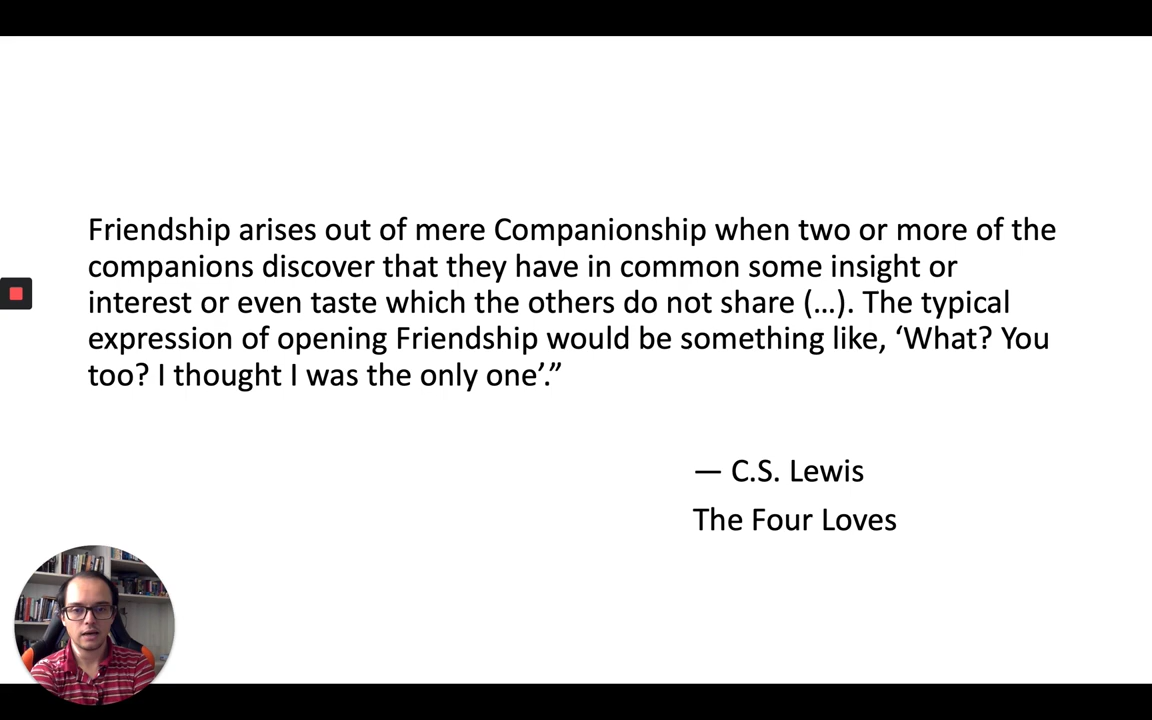 Friendship arises out of mere Companionship when two or more of the
companions discover that they have in common some insight or
interest or even taste which the others do not share (…). The typical
expression of opening Friendship would be something like, ‘What? You
too? I thought I was the only one’.”
— C.S. Lewis
The Four Loves